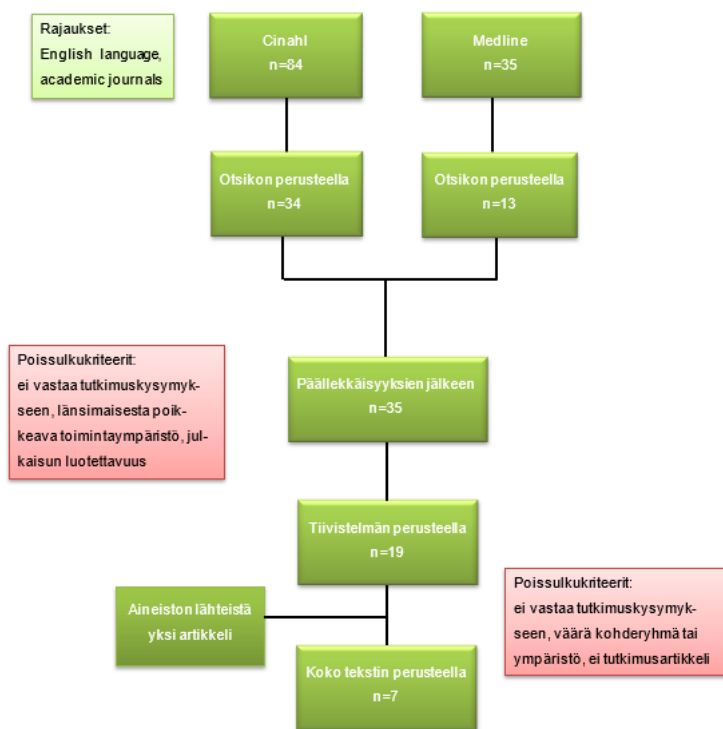 Rajaukset:
English language,
academic journals
Cinahl
n=84
Medline
n=35
Otsikon perusteella
n=34
Otsikon perusteella
n=13
Poissulkukriteerit:
ei vastaa tutkimuskysymyk-
seen, länsimaisesta poik-
keava toimintaympäristö, jul-
kaisun luotettavuus
Päällekkäisyyksien jälkeen
n=35
Tiivistelmän perusteella
n=19
Aineiston lähteistä
yksi artikkeli
Poissulkukriteerit:
ei vastaa tutkimuskysymyk-
seen, väärä kohderyhmä tai
ympäristö, ei tutkimusartikkeli
Koko tekstin perusteella
n=7